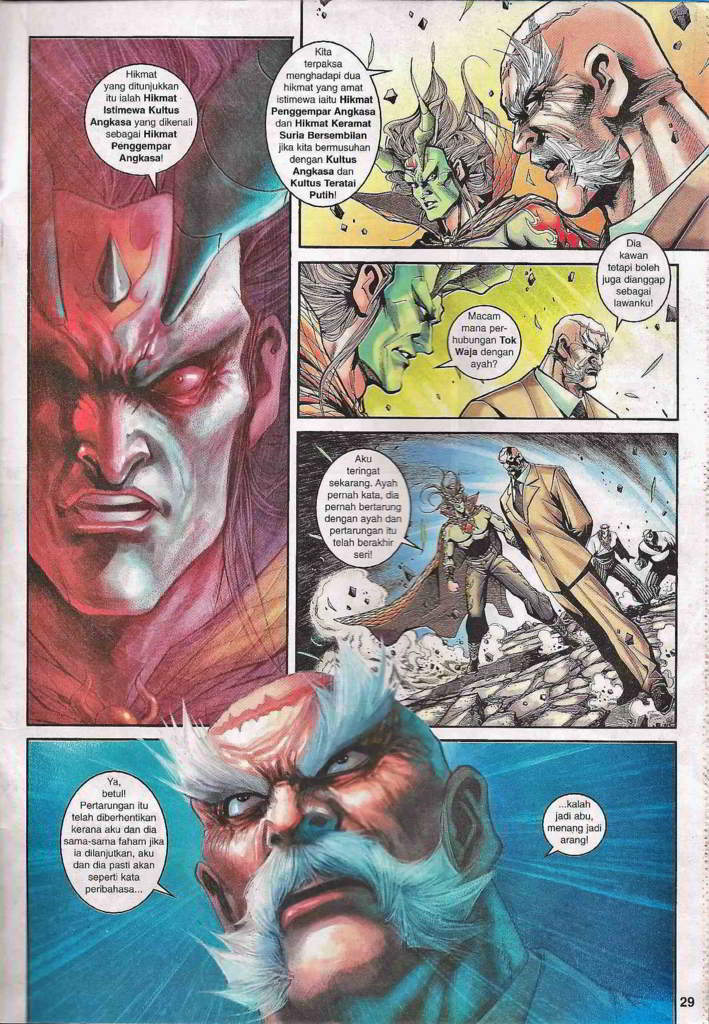 29
Hikmat
yang ditunjukkan
itu ialah Hikmat
Istimewa Kultus
Angkasa yang dikenali
sebagai Hikmat
Penggempar
Angkasa!
Kita
terpaksa
menghadapi dua
hikmat yang amat
istimewa iaitu Hikmat
Penggempar Angkasa
dan Hikmat Keramat
Suria Bersembilan
jika kita bermusuh
dengan Kultus
Angkasa dan
Kultus Teratai
Putih!
Dia
kawan
tetapi boleh
juga dianggap
sebagai
lawanku!
Macam
mana per-
hubungan Tok
Waja dengan
ayah?
Aku
teringat
sekarang. Ayah
pernah kata, dia
pernah bertarung
dengan ayah dan
pertarungan itu
telah berakhir
seri!
Ya,
betul!
Pertarungan itu
telah diberhentikan
kerana aku dan dia
sama-sama faham jika
ia dilanjutkan, aku
dan dia pasti akan
seperti kata
peribahasa...
...kalah
jadi abu,
menang jadi
arang!
29